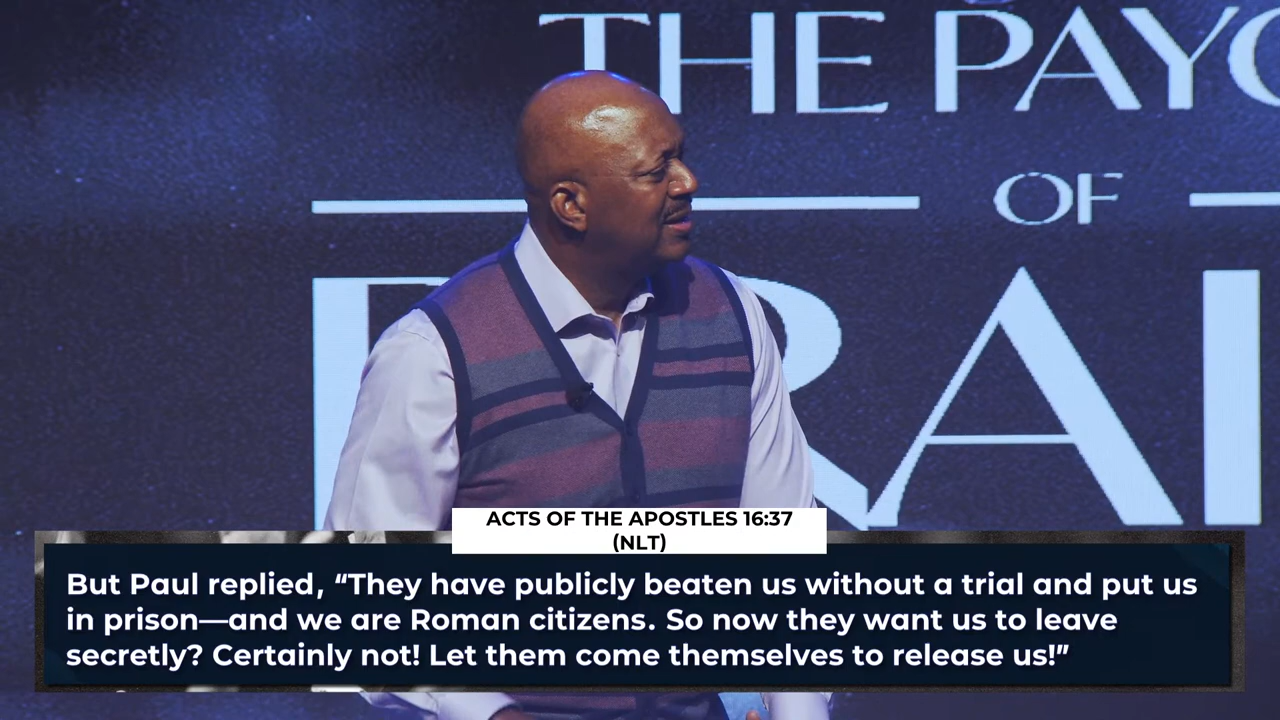 THE PAYO
OF
PRAI
ACTS OF THE APOSTLES 16:37
(NLT)
But Paul replied, “They have publicly beaten us without a trial and put us
in prison—and we are Roman citizens. So now they want us to leave
secretly? Certainly not! Let them come themselves to release us!”